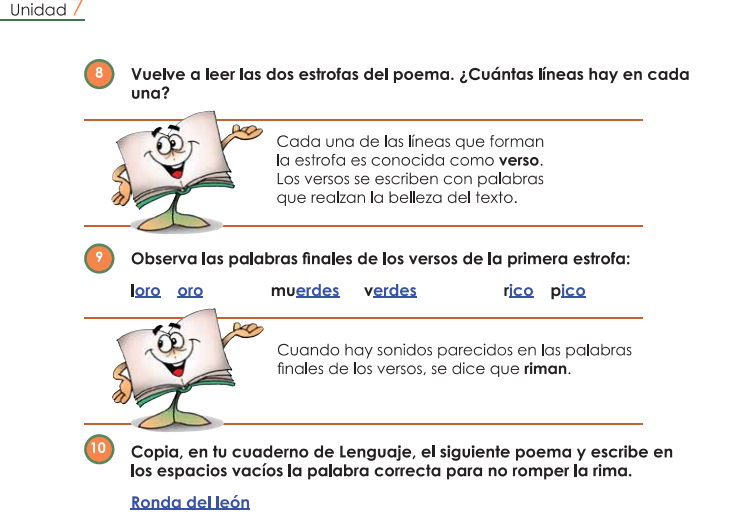 Unidad 7
8 Vuelve a leer las dos estrofas del poema. ¿Cuántas líneas hay en cada
una?
Cada una de las líneas que forman
la estrofa es conocida como verso.
Los versos se escriben con palabras
que realzan la belleza del texto.
9 Observa las palabras finales de los versos de la primera estrofa:
loro oro muerdes verdes rico pico
Cuando hay sonidos parecidos en las palabras
finales de los versos, se dice que riman.
10 Copia, en tu cuaderno de Lenguaje, el siguiente poema y escribe en
los espacios vacíos la palabra correcta para no romper la rima.
Ronda del león